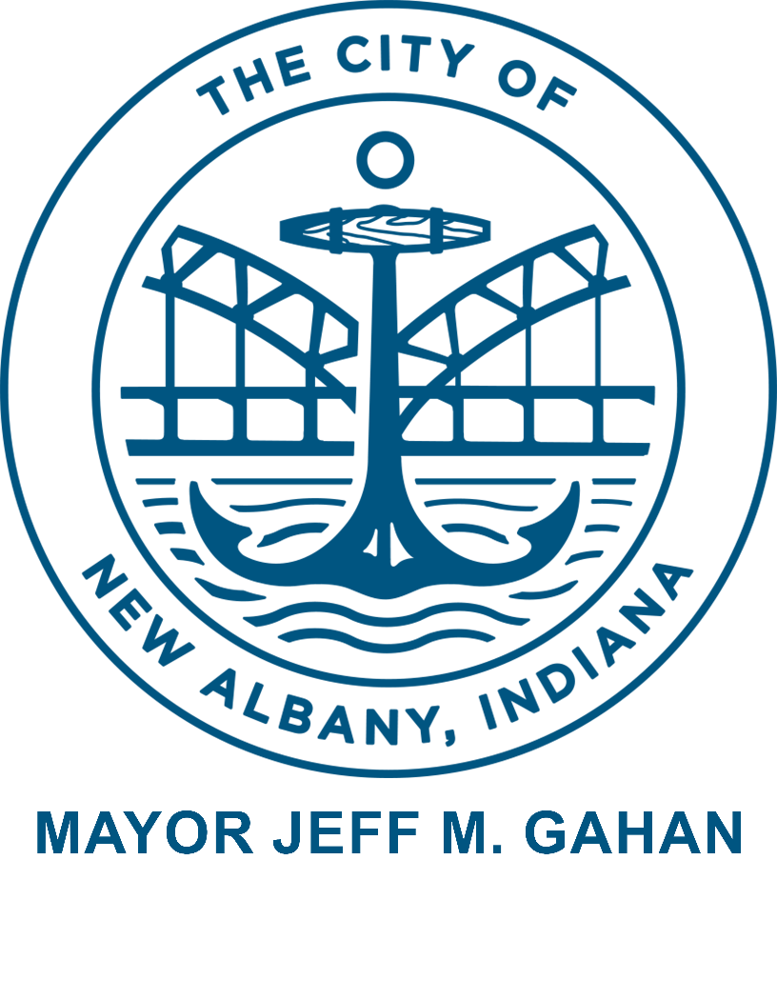 THE CITY OF
NEW ALBANY, INDIANA
MAYOR JEFF M. GAHAN